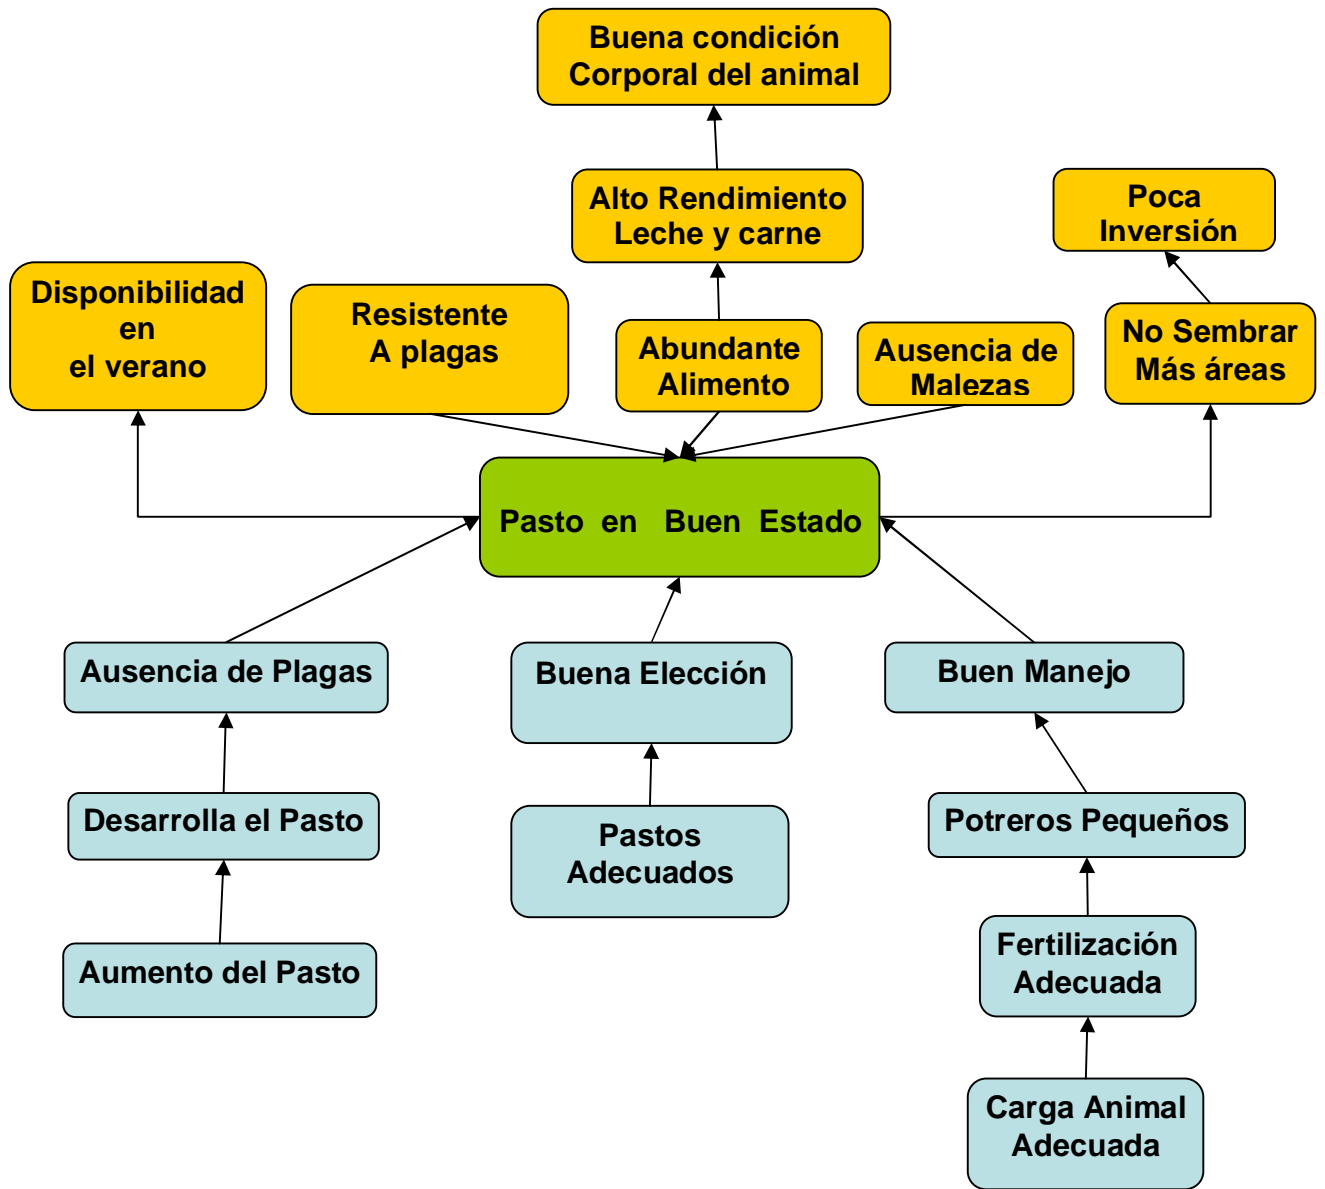 Buena condición
Corporal del animal
Alto Rendimiento
Leche y carne
Poca
Inversión
Disponibilidad
en
el verano
Resistente
A plagas
Abundante
Alimento
Ausencia de
Malezas
No Sembrar
Más áreas
Pasto en Buen Estado
Ausencia de Plagas
Buena Elección
Buen Manejo
Desarrolla el Pasto
Pastos
Adecuados
Potreros Pequeños
Aumento del Pasto
Fertilización
Adecuada
Carga Animal
Adecuada